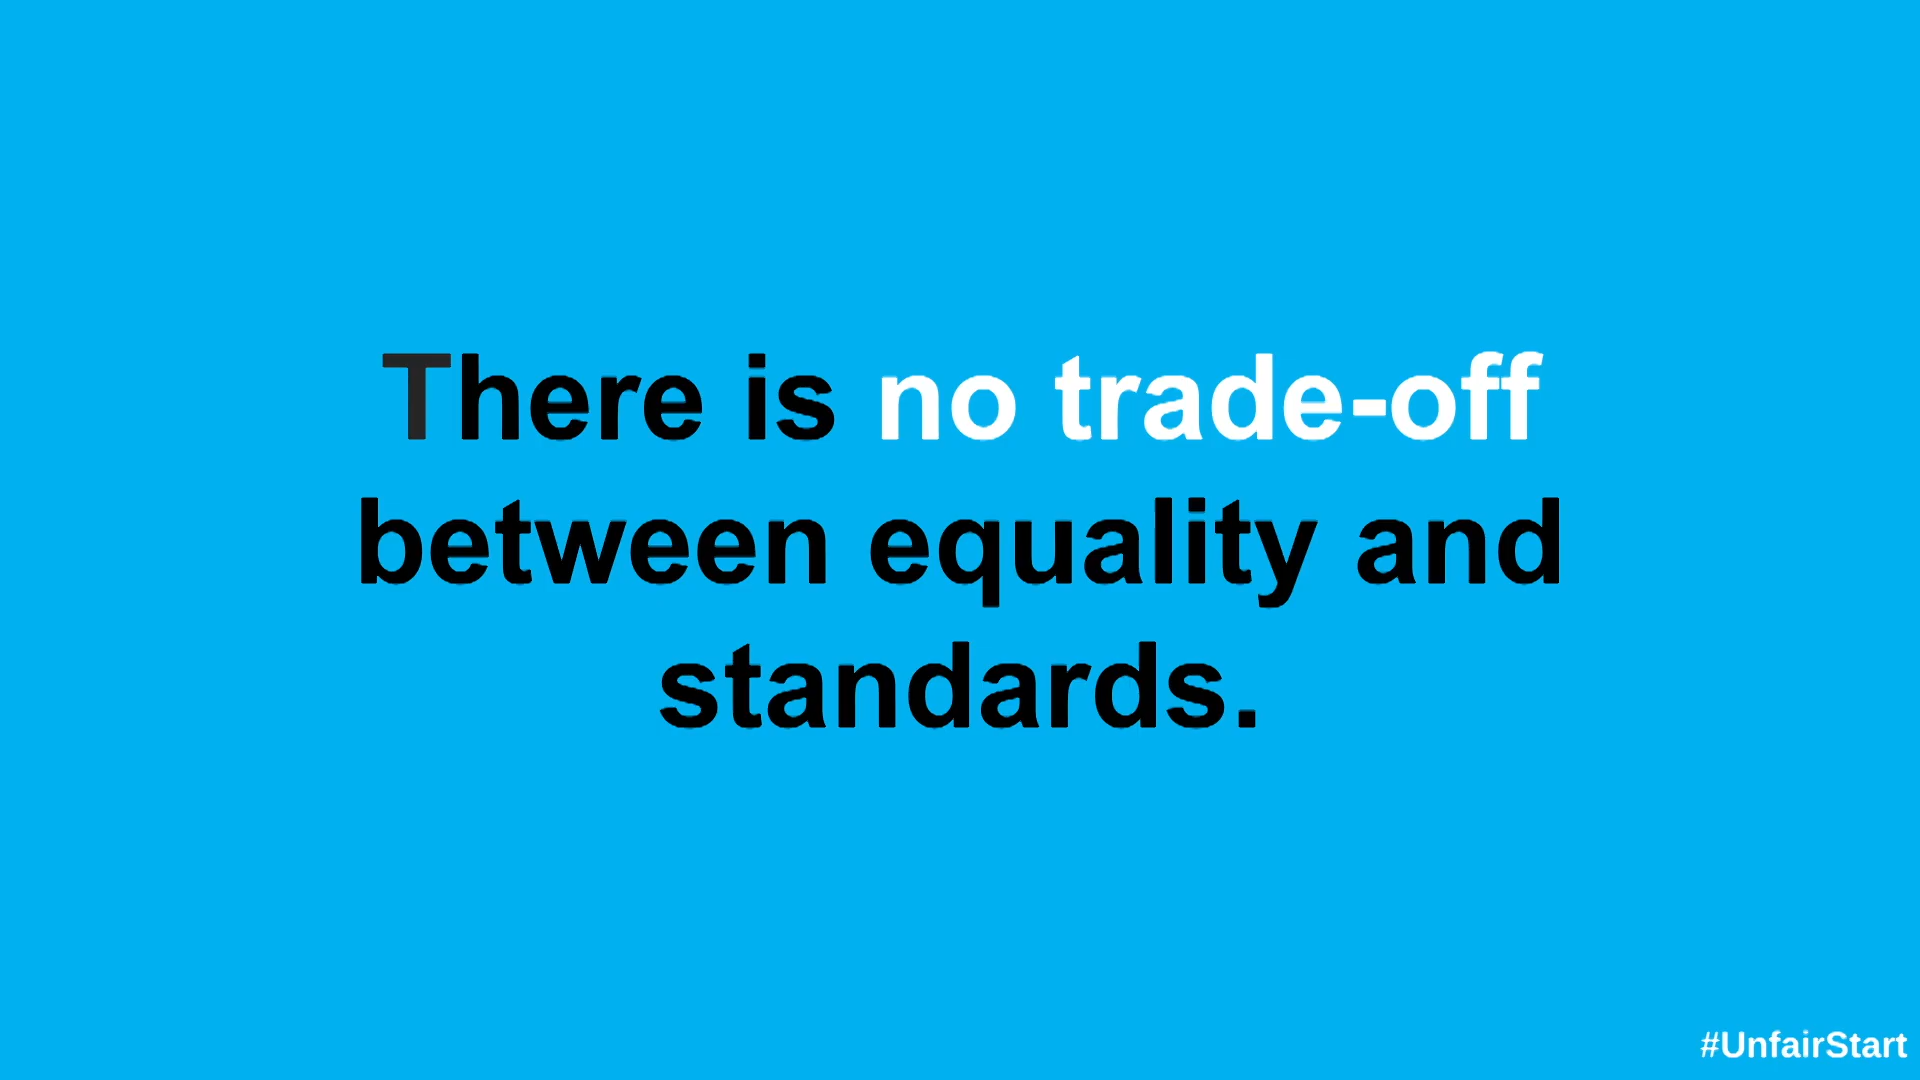 There is no trade-off
between equality and
standards.
#UnfairStart